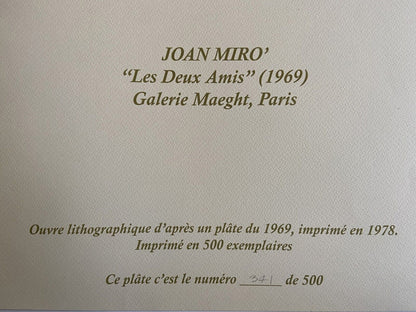 JOAN MIRO'
“Les Deux Amis” (1969)
Galerie Maeght, Paris
Ouvre lithographique d'après un plâte du 1969, imprimé en 1978.
Imprimé en 500 exemplaires
Ce plâte c'est le numéro 341 de 500